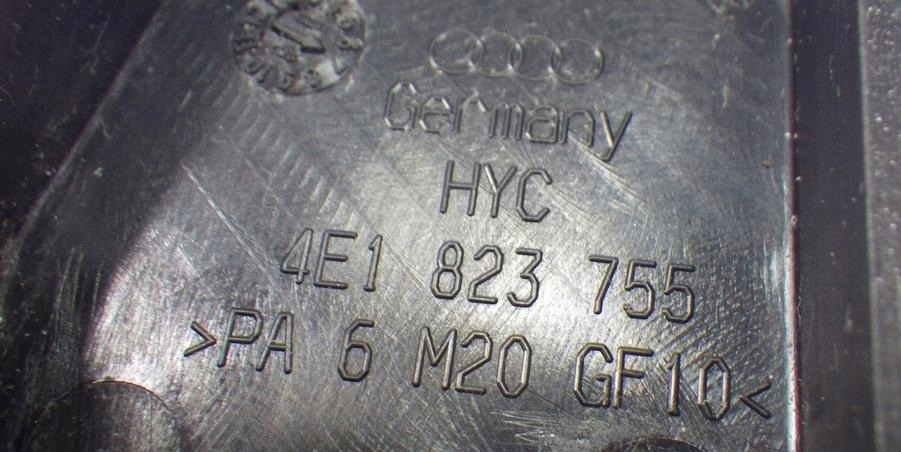 Germany
HYC
4E1 823 755
>PA 6 M20 GF10<